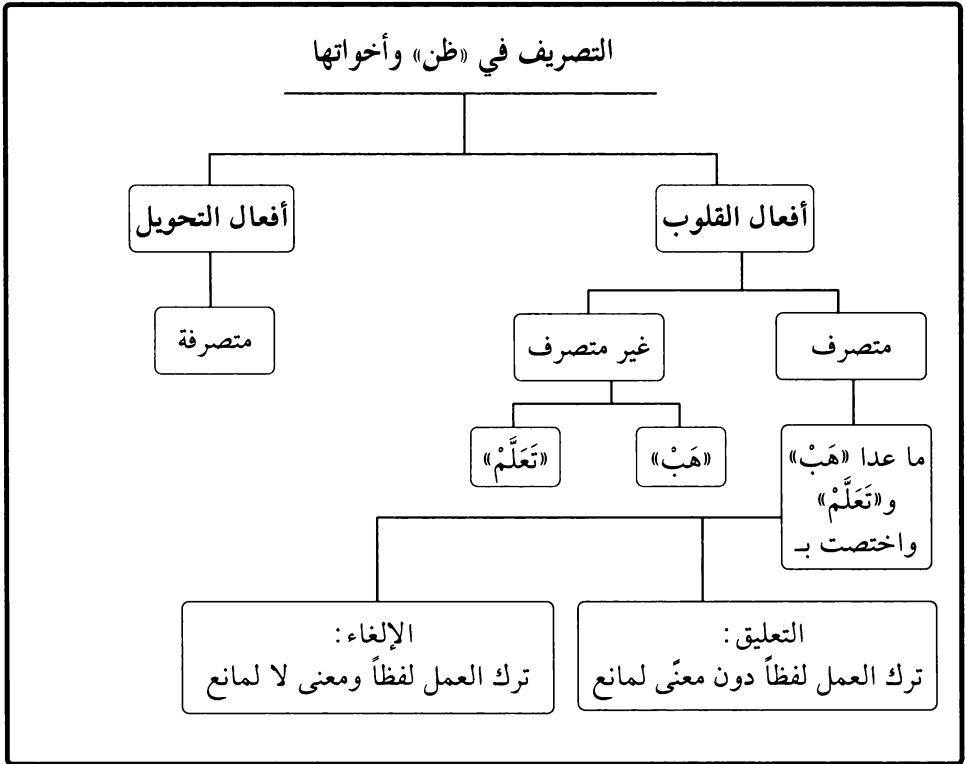 التصريف في «ظن» وأخواتها
أفعال القلوب
أفعال التحويل
متصرف
غير متصرف
متصرفة
ما عدا «هَبْ»
و«تَعَلَّمْ»
واختصت بـ
«هَبْ»
«تَعَلَّمْ»
التعليق:
ترك العمل لفظاً دون معنًى لمانع
الإلغاء:
ترك العمل لفظاً ومعنى لا لمانع